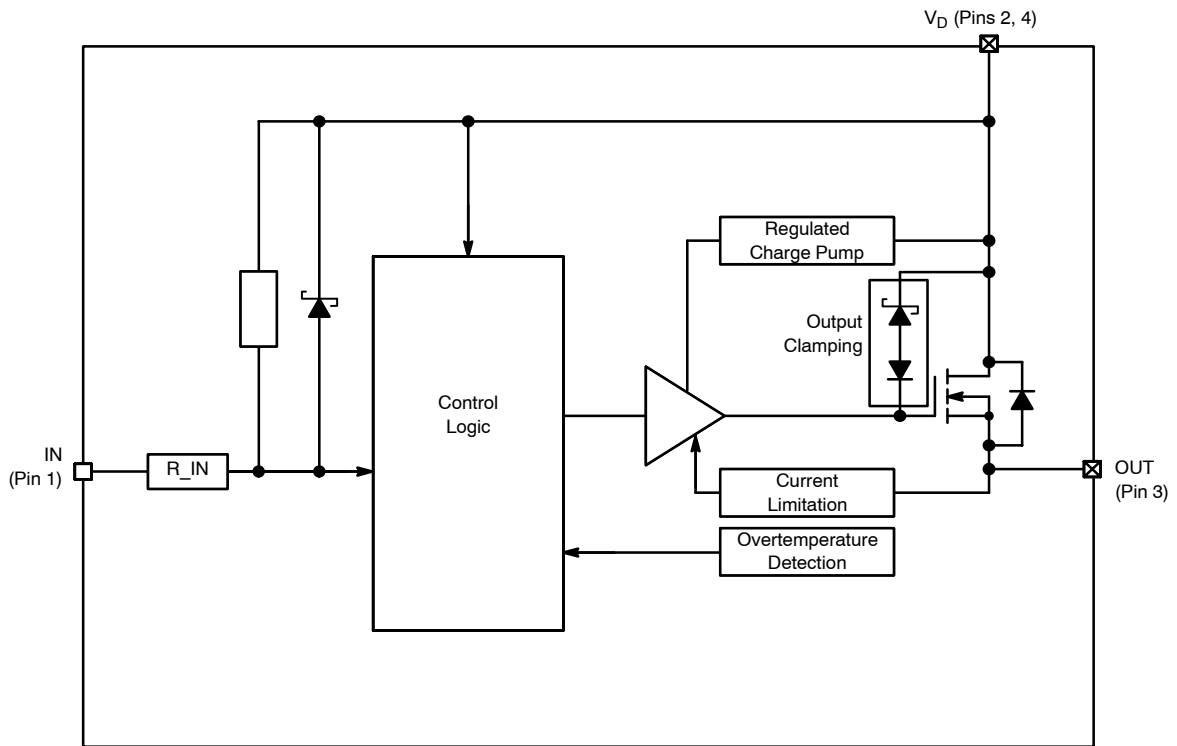 V_D (Pins 2, 4)
Regulated
Charge Pump
Output
Clamping
Control
Logic
IN
(Pin 1)
R_IN
Current
Limitation
OUT
(Pin 3)
Overtemperature
Detection